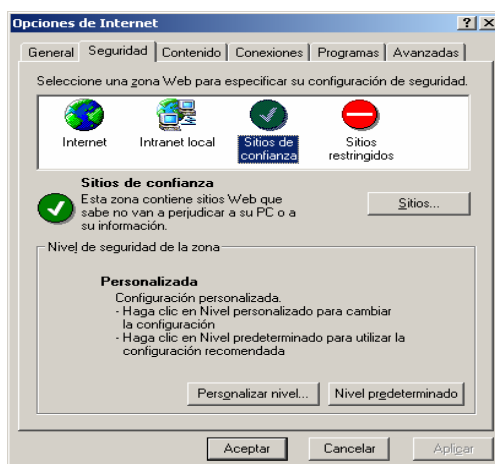 Opciones de Internet
General Seguridad Contenido Conexiones Programas Avanzadas
Seleccione una zona Web para especificar su configuración de seguridad.
Internet
Intranet local
Sitios de
confianza
Sitios
restringidos
Sitios de confianza
Esta zona contiene sitios Web que
sabe no van a perjudicar a su PC o a
su información.
Sitios...
Nivel de seguridad de la zona
Personalizada
Configuración personalizada.
- Haga clic en Nivel personalizado para cambiar
la configuración
- Haga clic en Nivel predeterminado para utilizar la
configuración recomendada
Personalizar nivel... Nivel predeterminado
Aceptar Cancelar Aplicar